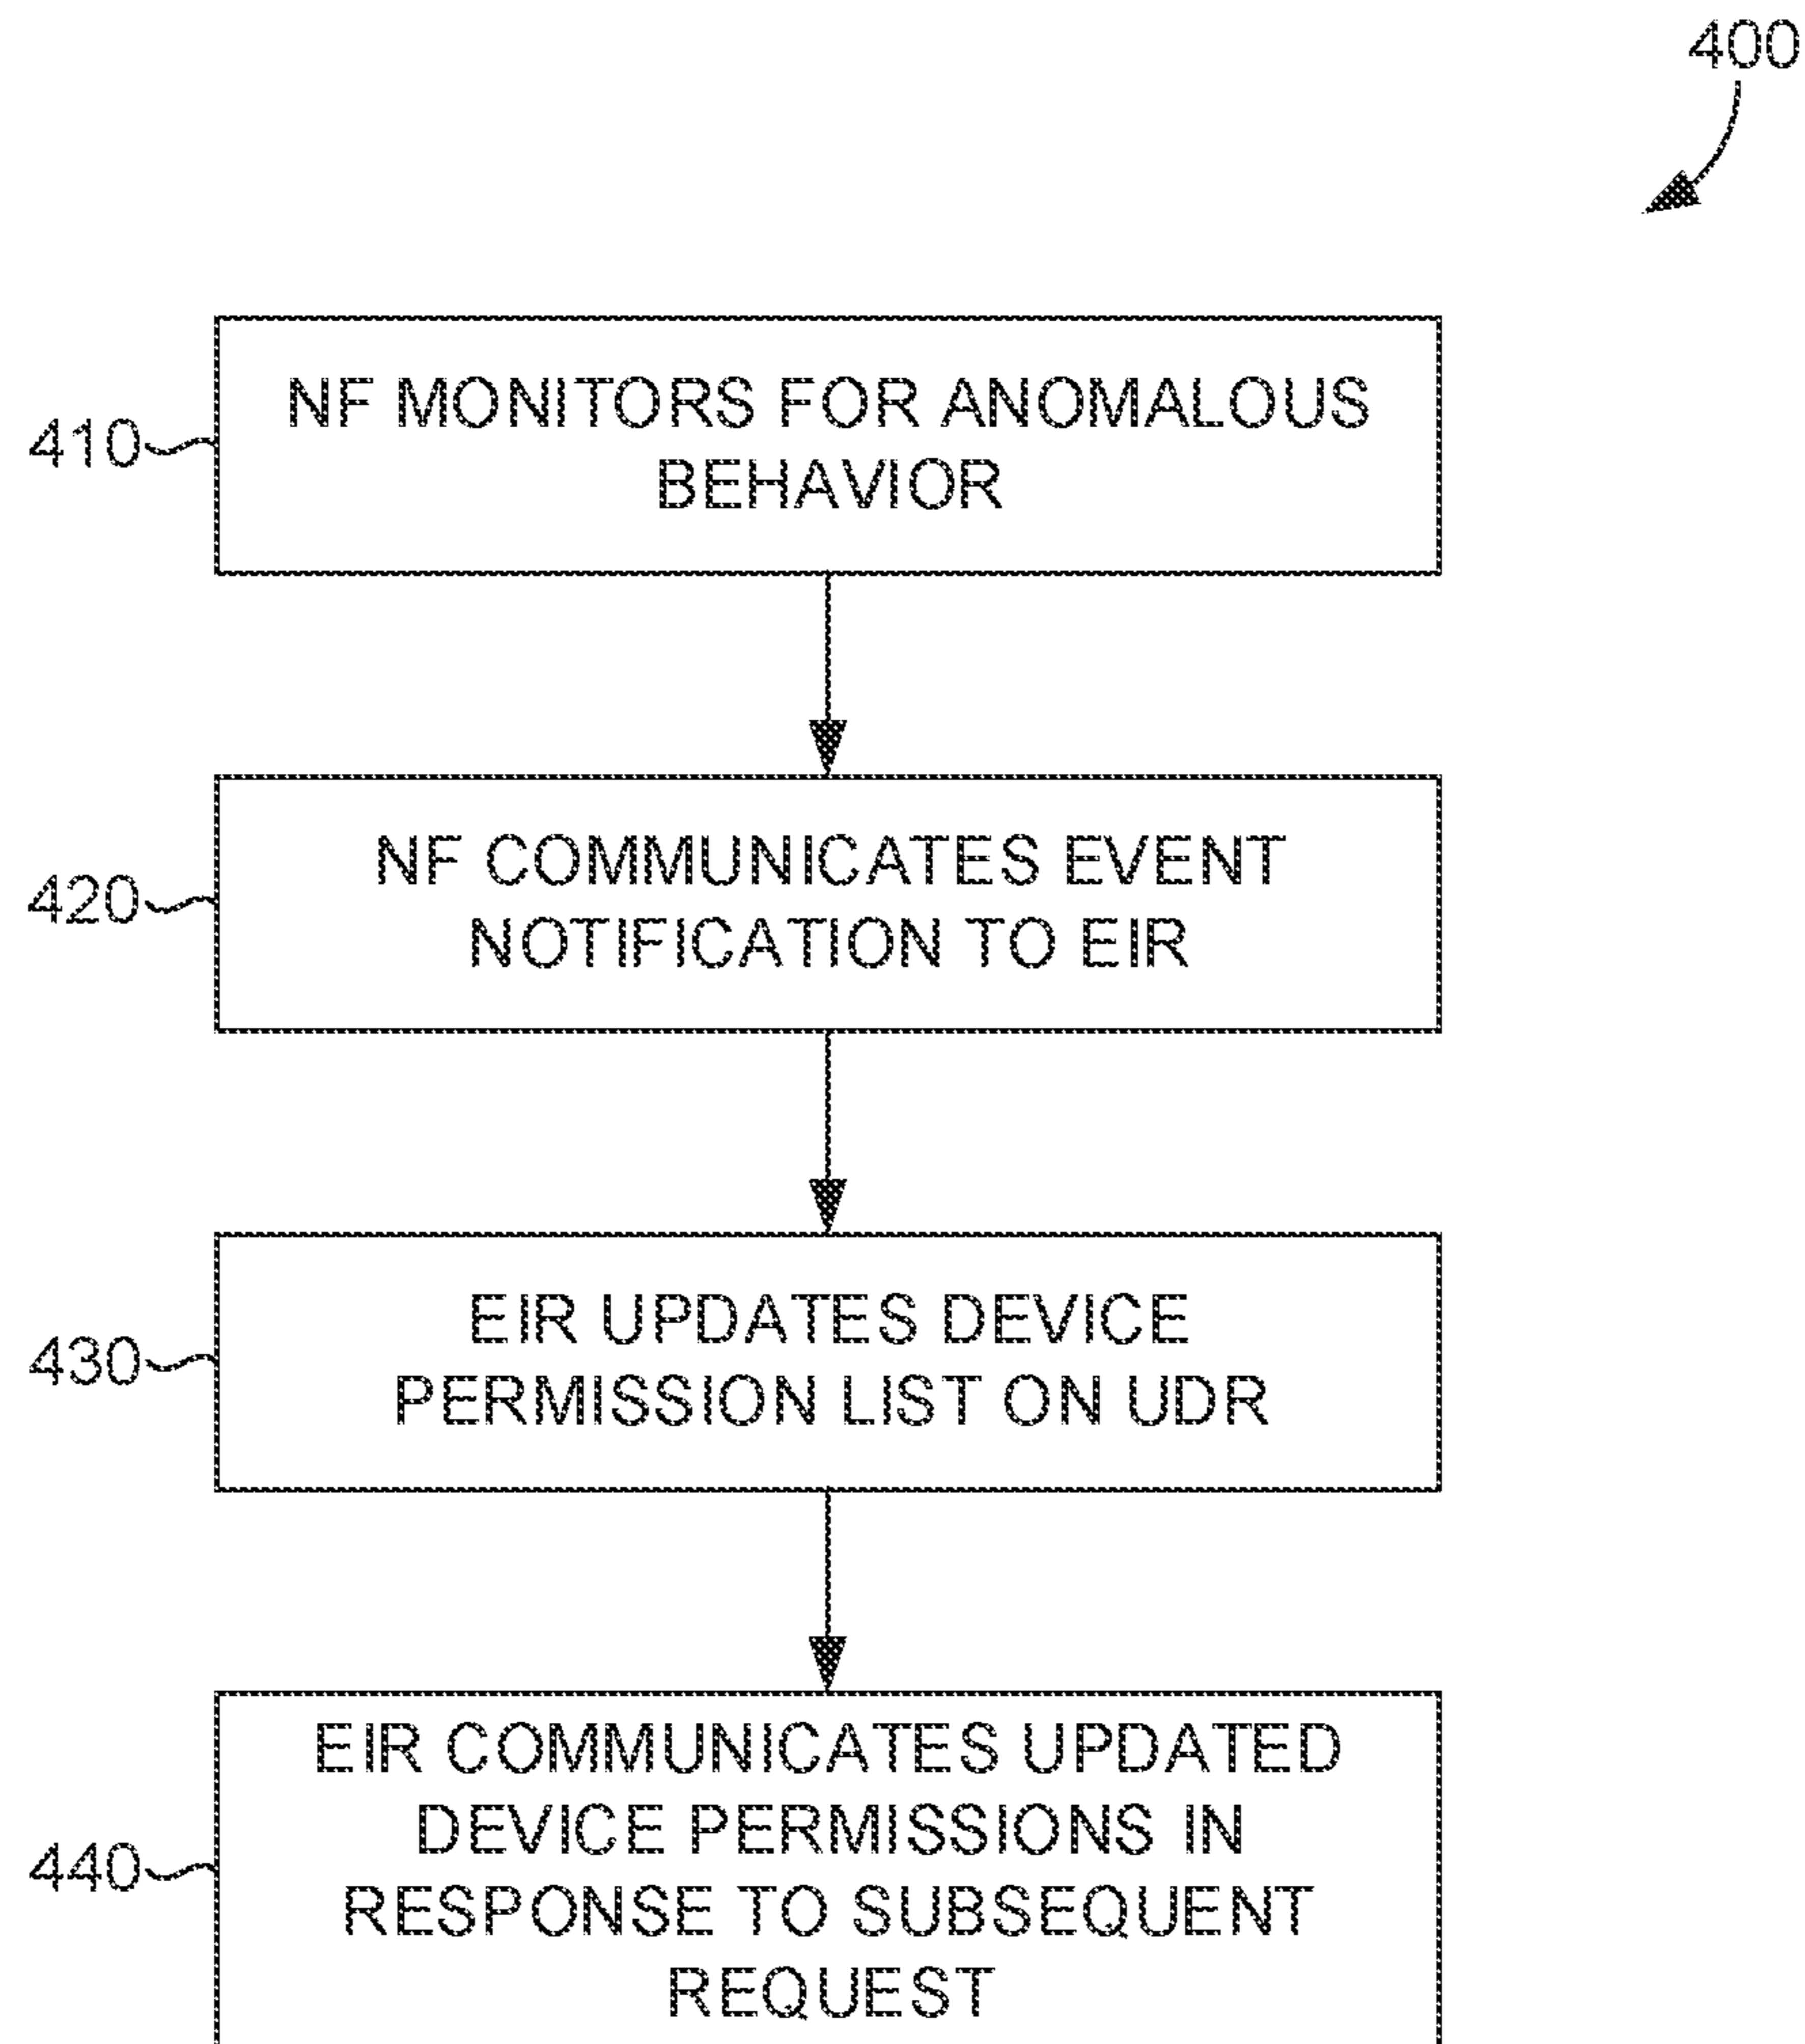 400
410
NF MONITORS FOR ANOMALOUS
BEHAVIOR
420
NF COMMUNICATES EVENT
NOTIFICATION TO EIR
430
EIR UPDATES DEVICE
PERMISSION LIST ON UDR
440
EIR COMMUNICATES UPDATED
DEVICE PERMISSIONS IN
RESPONSE TO SUBSEQUENT
REQUEST